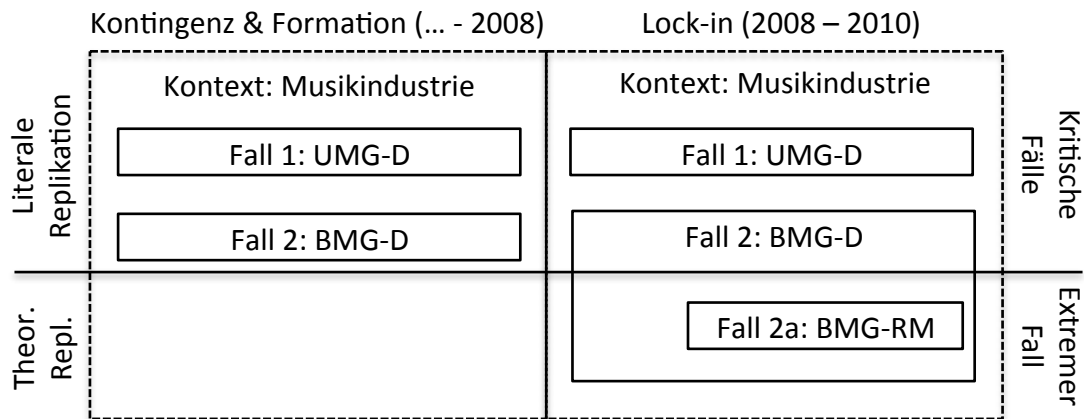 Kontingenz & Formation (... - 2008)
Lock-in (2008 – 2010)
Literale
Replikation
Kontext: Musikindustrie
Fall 1: UMG-D
Fall 2: BMG-D
Kontext: Musikindustrie
Fall 1: UMG-D
Fall 2: BMG-D
Kritische
Fälle
Theor.
Repl.
Fall 2a: BMG-RM
Extremer
Fall